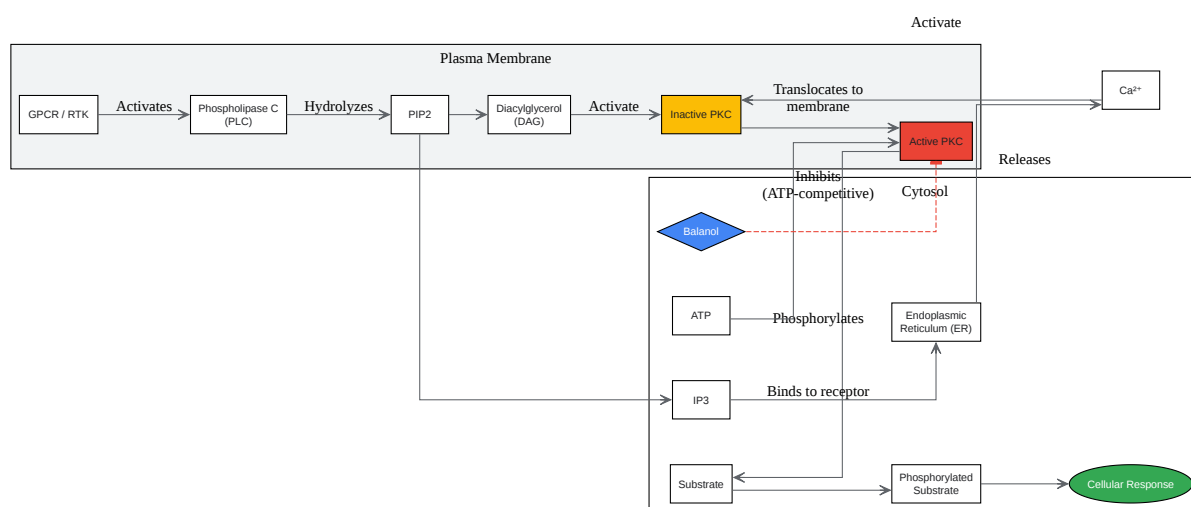 Activate
Plasma Membrane
GPCR / RTK
Activates
Phospholipase C
(PLC)
Hydrolyzes
PIP2
Diacylglycerol
(DAG)
Activate
Inactive PKC
Translocates to
membrane
Ca²⁺
Active PKC
Releases
Inhibits
(ATP-competitive)
Cytosol
Balanol
ATP
Phosphorylates
Endoplasmic
Reticulum (ER)
IP3
Binds to receptor
Substrate
Phosphorylated
Substrate
Cellular Response